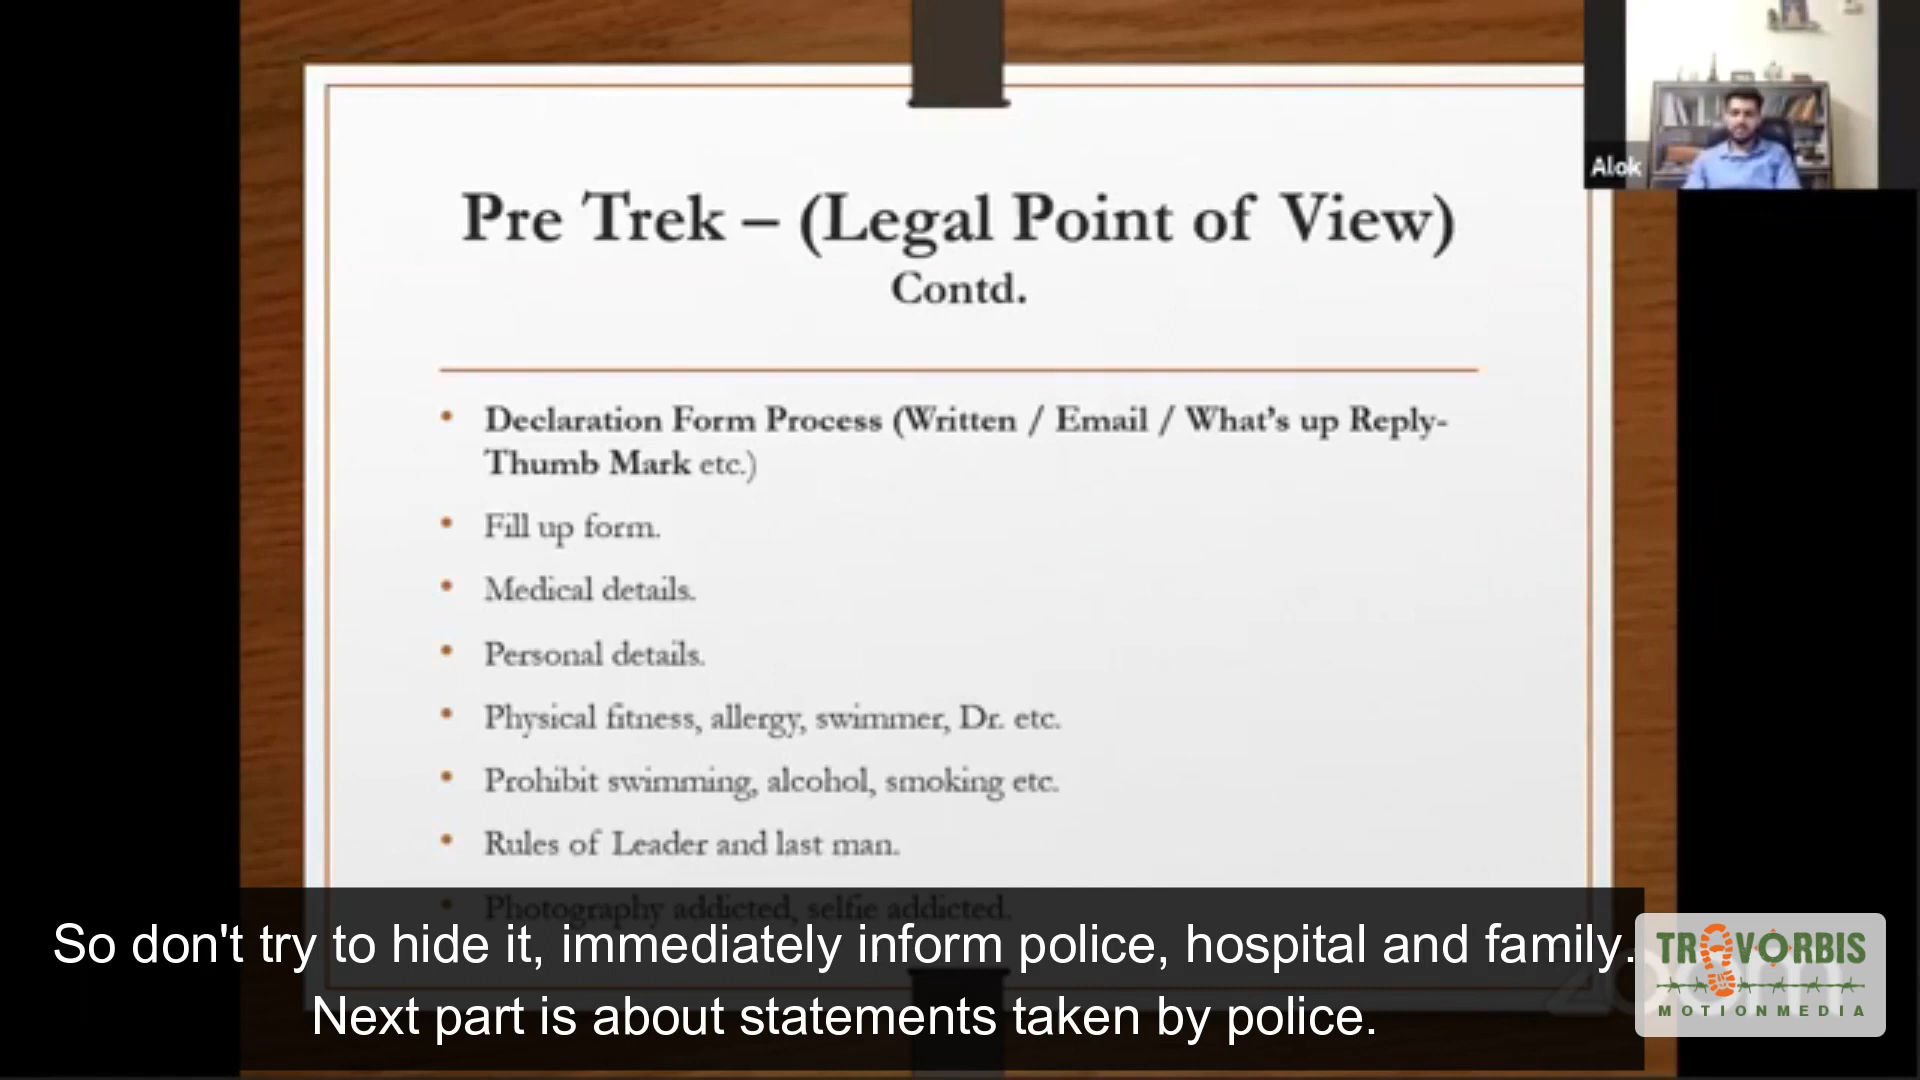 Alok
Pre Trek – (Legal Point of View)
Contd.
• Declaration Form Process (Written / Email / What's up Reply-
Thumb Mark etc.)
• Fill up form.
• Medical details.
• Personal details.
• Physical fitness, allergy, swimmer, Dr. etc.
• Prohibit swimming, alcohol, smoking etc.
• Rules of Leader and last man.
• Photography addicted, selfie addicted.
So don't try to hide it, immediately inform police, hospital and family.
Next part is about statements taken by police.
zoom
TRAVORBIS
MOTIONMEDIA